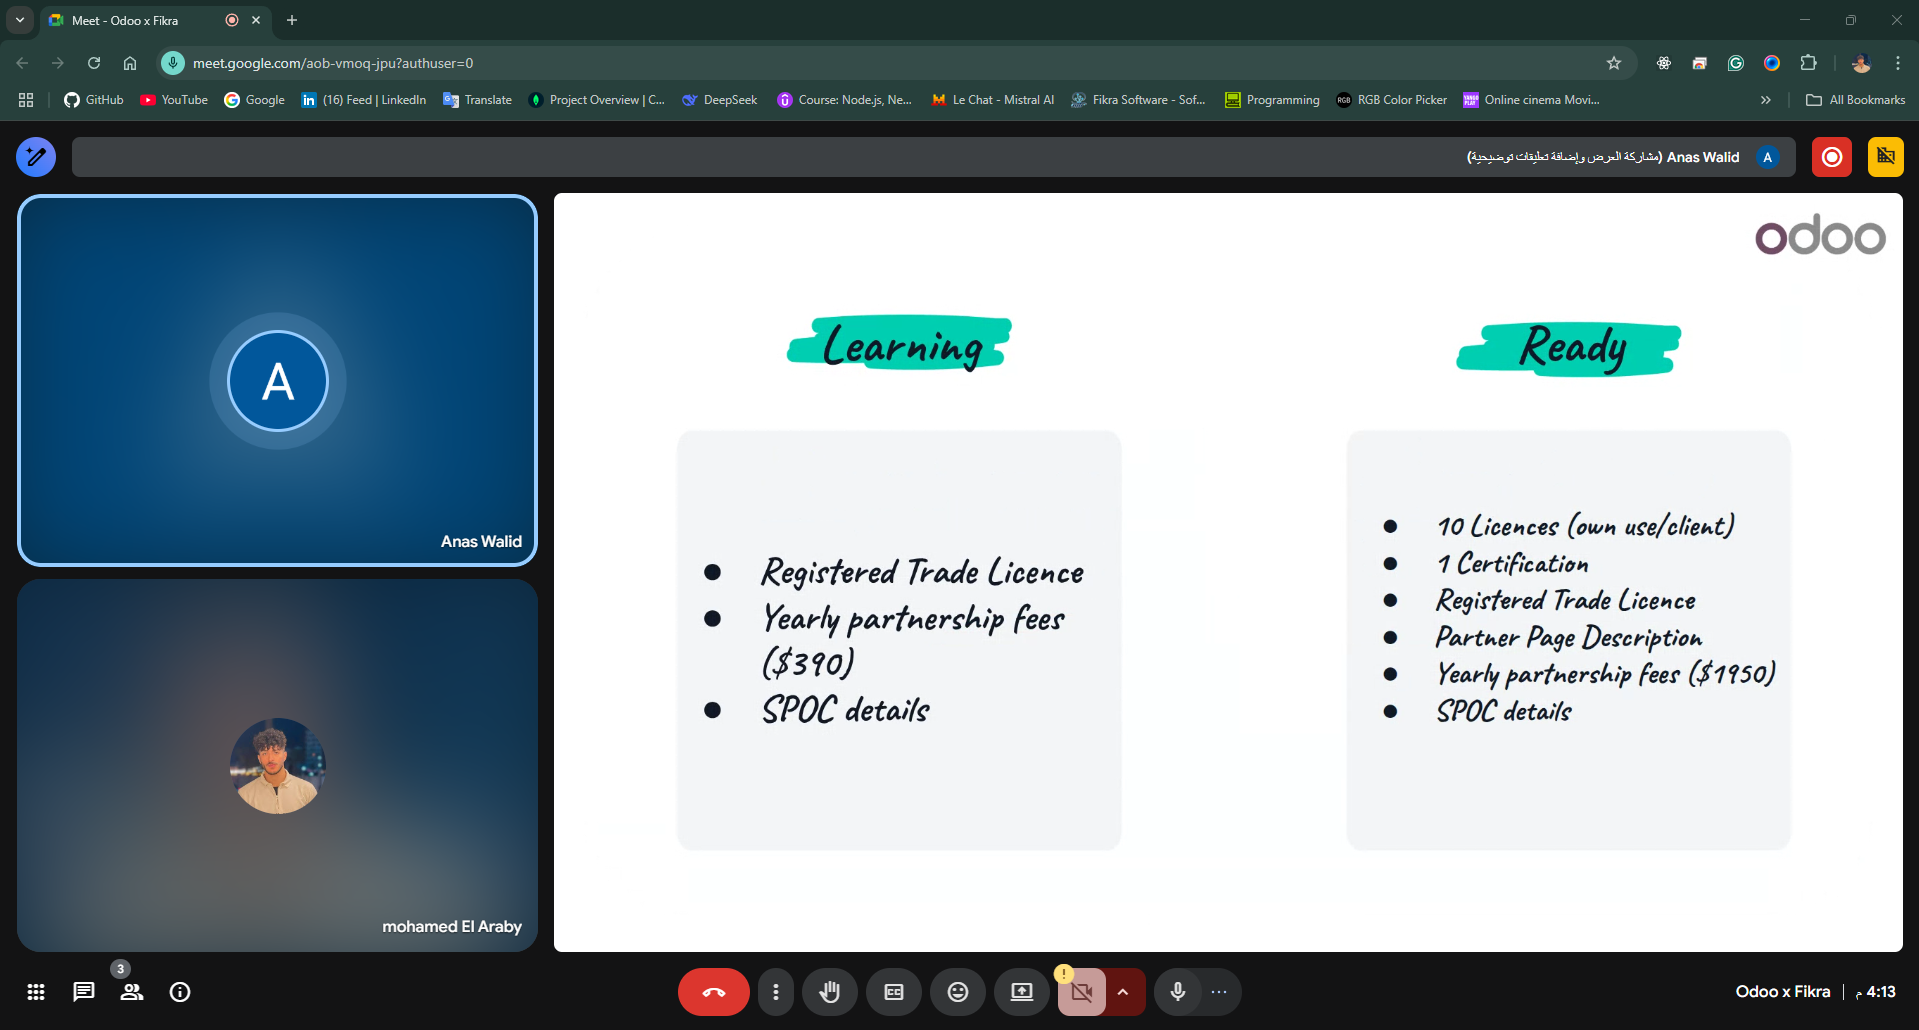 Meet - Odoo x Fikra
meet.google.com/aob-vmoq-jpu?authuser=0
GitHub
YouTube
Google
(16) Feed | LinkedIn
Translate
Project Overview | C...
DeepSeek
Course: Node.js, Ne...
Le Chat - Mistral AI
Fikra Software - Sof...
Programming
RGB
RGB Color Picker
Online cinema Movi...
All Bookmarks
Anas Walid (مشاركة العرض وإضافة تعليقات توضيحية)
A
A
Anas Walid
mohamed El Araby
odoo
Learning
Registered Trade Licence
Yearly partnership fees
($390)
SPOC details
Ready
10 Licences (own use/client)
1 Certification
Registered Trade Licence
Partner Page Description
Yearly partnership fees ($1950)
SPOC details
3
Odoo x Fikra
4:13 م